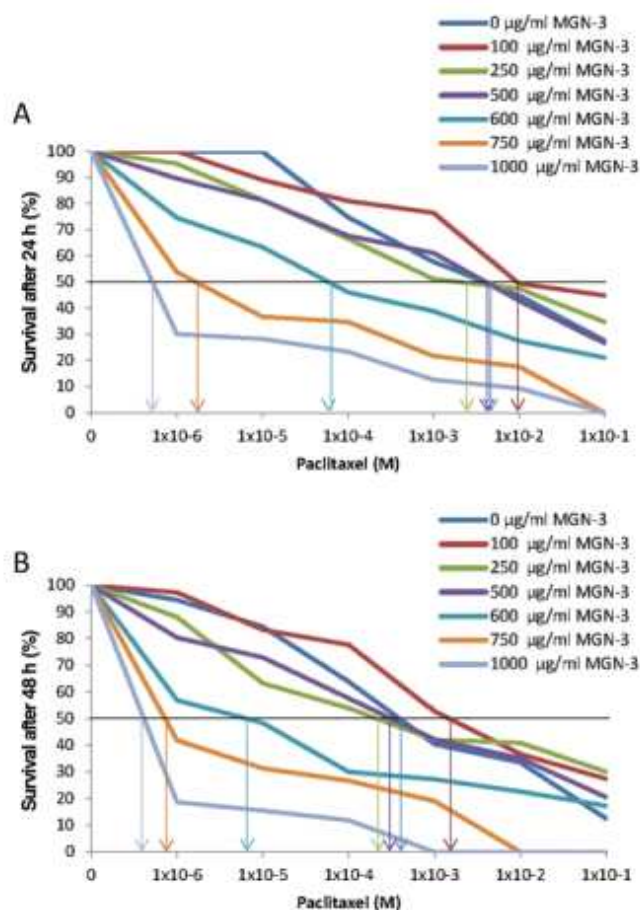 0 µg/ml MGN-3
100 µg/ml MGN-3
250 µg/ml MGN-3
500 µg/ml MGN-3
600 µg/ml MGN-3
750 µg/ml MGN-3
1000 µg/ml MGN-3
A
Survival after 24 h (%)
100
90
80
70
60
50
40
30
20
10
0
0 1x10-6 1x10-5 1x10-4 1x10-3 1x10-2 1x10-1
Paclitaxel (M)
0 µg/ml MGN-3
100 µg/ml MGN-3
250 µg/ml MGN-3
500 µg/ml MGN-3
600 µg/ml MGN-3
750 µg/ml MGN-3
1000 µg/ml MGN-3
B
Survival after 48 h (%)
100
90
80
70
60
50
40
30
20
10
0
0 1x10-6 1x10-5 1x10-4 1x10-3 1x10-2 1x10-1
Paclitaxel (M)